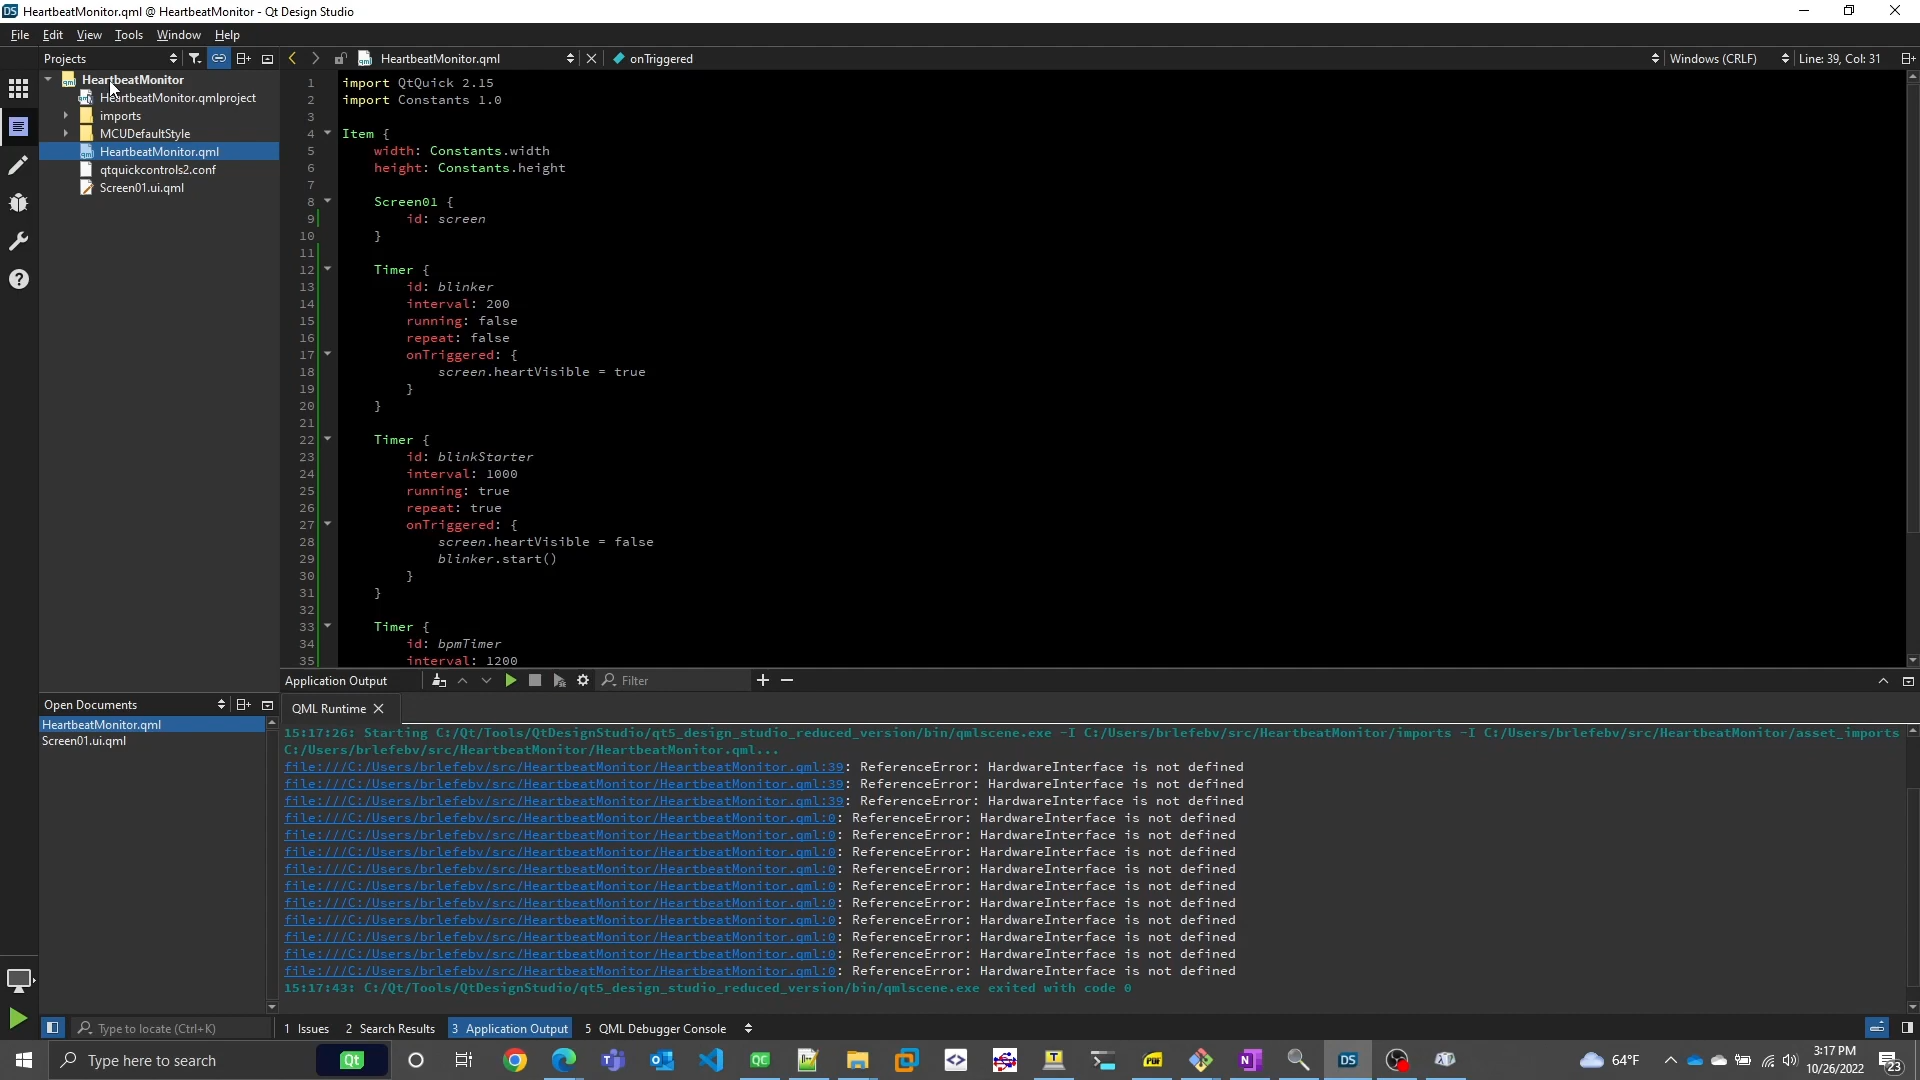 HeartbeatMonitor.qml @ HeartbeatMonitor - Qt Design Studio
File Edit View Tools Window Help
Projects
HeartbeatMonitor.qml
onTriggered
Windows (CRLF)
Line: 39, Col: 31
HeartbeatMonitor
HeartbeatMonitor.qmlproject
imports
MCUDefaultStyle
HeartbeatMonitor.qml
qtquickcontrols2.conf
Screen01.ui.qml
1 import QtQuick 2.15
2 import Constants 1.0
3
4 Item {
5 width: Constants.width
6 height: Constants.height
7
8 Screen01 {
9 id: screen
10 }
11
12 Timer {
13 id: blinker
14 interval: 200
15 running: false
16 repeat: false
17 onTriggered: {
18 screen.heartVisible = true
19 }
20 }
21
22 Timer {
23 id: blinkStarter
24 interval: 1000
25 running: true
26 repeat: true
27 onTriggered: {
28 screen.heartVisible = false
29 blinker.start()
30 }
31 }
32
33 Timer {
34 id: bpmTimer
35 interval: 1200
Application Output
Filter
Open Documents
HeartbeatMonitor.qml
Screen01.ui.qml
QML Runtime
15:17:26: Starting C:/Qt/Tools/QtDesignStudio/qt5_design_studio_reduced_version/bin/qmlscene.exe -I C:/Users/brlefebv/src/HeartbeatMonitor/imports -I C:/Users/brlefebv/src/HeartbeatMonitor/asset_imports
C:/Users/brlefebv/src/HeartbeatMonitor/HeartbeatMonitor.qml...
file:///C:/Users/brlefebv/src/HeartbeatMonitor/HeartbeatMonitor.qml:39: ReferenceError: HardwareInterface is not defined
file:///C:/Users/brlefebv/src/HeartbeatMonitor/HeartbeatMonitor.qml:39: ReferenceError: HardwareInterface is not defined
file:///C:/Users/brlefebv/src/HeartbeatMonitor/HeartbeatMonitor.qml:39: ReferenceError: HardwareInterface is not defined
file:///C:/Users/brlefebv/src/HeartbeatMonitor/HeartbeatMonitor.qml:0: ReferenceError: HardwareInterface is not defined
file:///C:/Users/brlefebv/src/HeartbeatMonitor/HeartbeatMonitor.qml:0: ReferenceError: HardwareInterface is not defined
file:///C:/Users/brlefebv/src/HeartbeatMonitor/HeartbeatMonitor.qml:0: ReferenceError: HardwareInterface is not defined
file:///C:/Users/brlefebv/src/HeartbeatMonitor/HeartbeatMonitor.qml:0: ReferenceError: HardwareInterface is not defined
file:///C:/Users/brlefebv/src/HeartbeatMonitor/HeartbeatMonitor.qml:0: ReferenceError: HardwareInterface is not defined
file:///C:/Users/brlefebv/src/HeartbeatMonitor/HeartbeatMonitor.qml:0: ReferenceError: HardwareInterface is not defined
file:///C:/Users/brlefebv/src/HeartbeatMonitor/HeartbeatMonitor.qml:0: ReferenceError: HardwareInterface is not defined
file:///C:/Users/brlefebv/src/HeartbeatMonitor/HeartbeatMonitor.qml:0: ReferenceError: HardwareInterface is not defined
file:///C:/Users/brlefebv/src/HeartbeatMonitor/HeartbeatMonitor.qml:0: ReferenceError: HardwareInterface is not defined
file:///C:/Users/brlefebv/src/HeartbeatMonitor/HeartbeatMonitor.qml:0: ReferenceError: HardwareInterface is not defined
15:17:43: C:/Qt/Tools/QtDesignStudio/qt5_design_studio_reduced_version/bin/qmlscene.exe exited with code 0
Type to locate (Ctrl+K)
1 Issues 2 Search Results 3 Application Output 5 QML Debugger Console
Type here to search
Qt
64°F
3:17 PM
10/26/2022
23